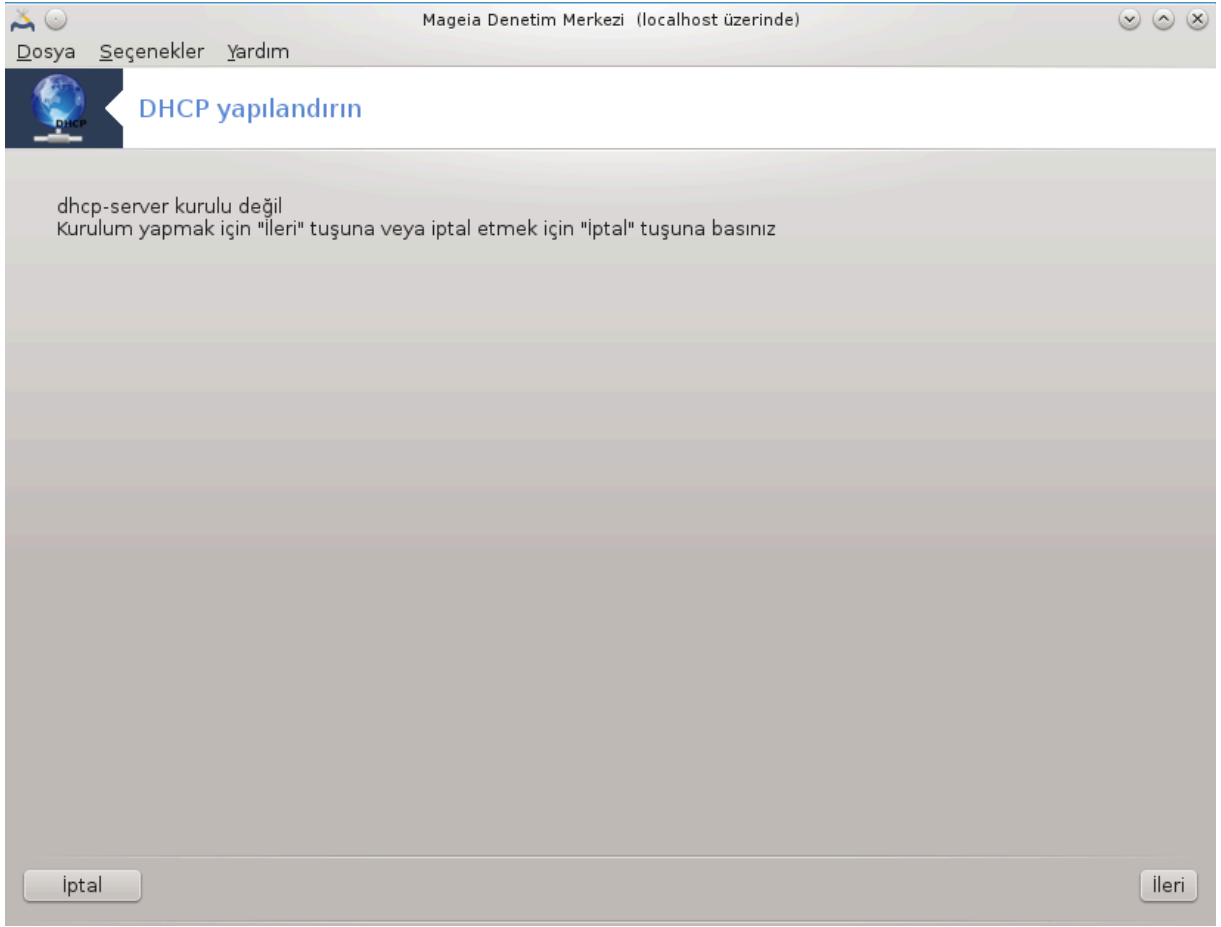 Mageia Denetim Merkezi (localhost üzerinde)
Dosya Seçenekler Yardım
DHCP
DHCP yapılandırın
dhcp-server kurulu değil
Kurulum yapmak için "İleri" tuşuna veya iptal etmek için "İptal" tuşuna basınız
İptal
İleri